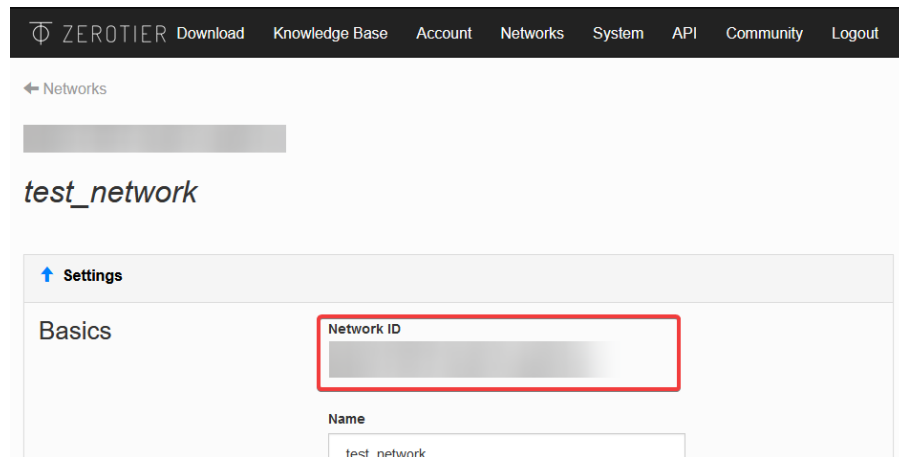 ZEROTIER Download Knowledge Base Account Networks System API Community Logout
Networks
test_network
Settings
Basics
Network ID
Name
test_network